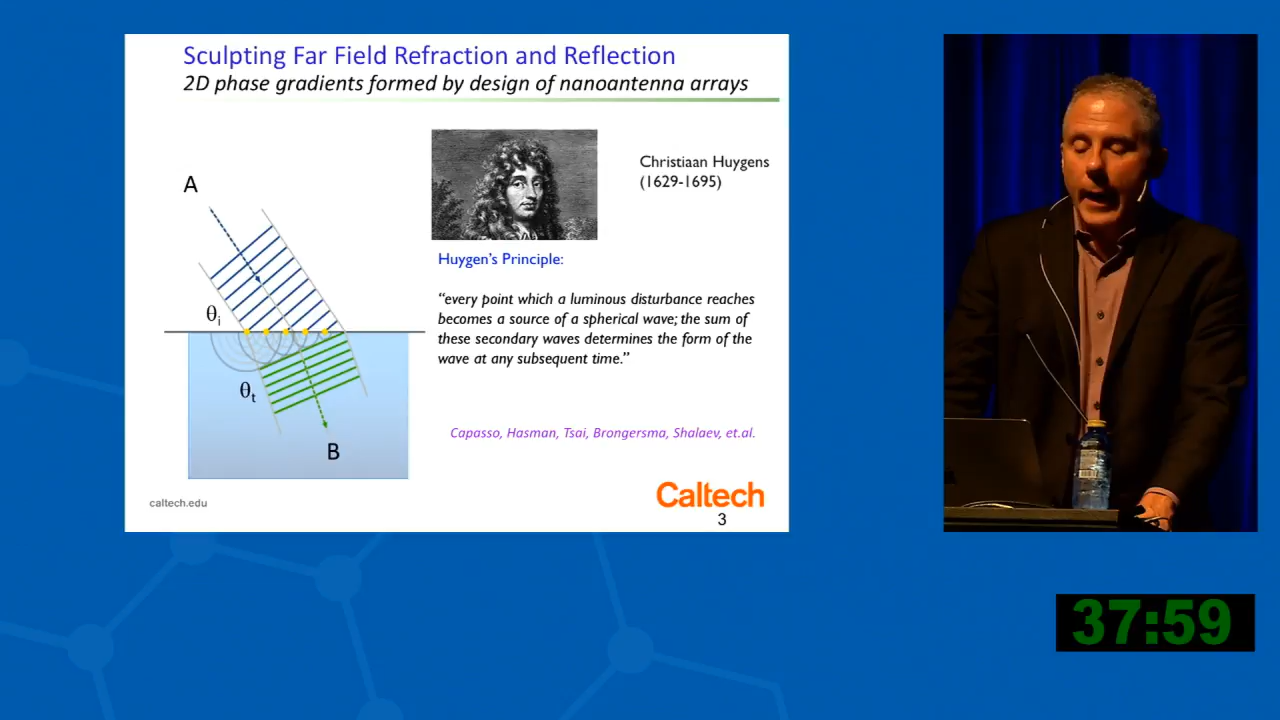 Sculpting Far Field Refraction and Reflection
2D phase gradients formed by design of nanoantenna arrays
Christiaan Huygens
(1629-1695)
A
Huygen's Principle:
“every point which a luminous disturbance reaches
becomes a source of a spherical wave; the sum of
these secondary waves determines the form of the
wave at any subsequent time.”
θi
θt
B
Capasso, Hasman, Tsai, Brongersma, Shalaev, et.al.
caltech.edu
Caltech
3
37:59